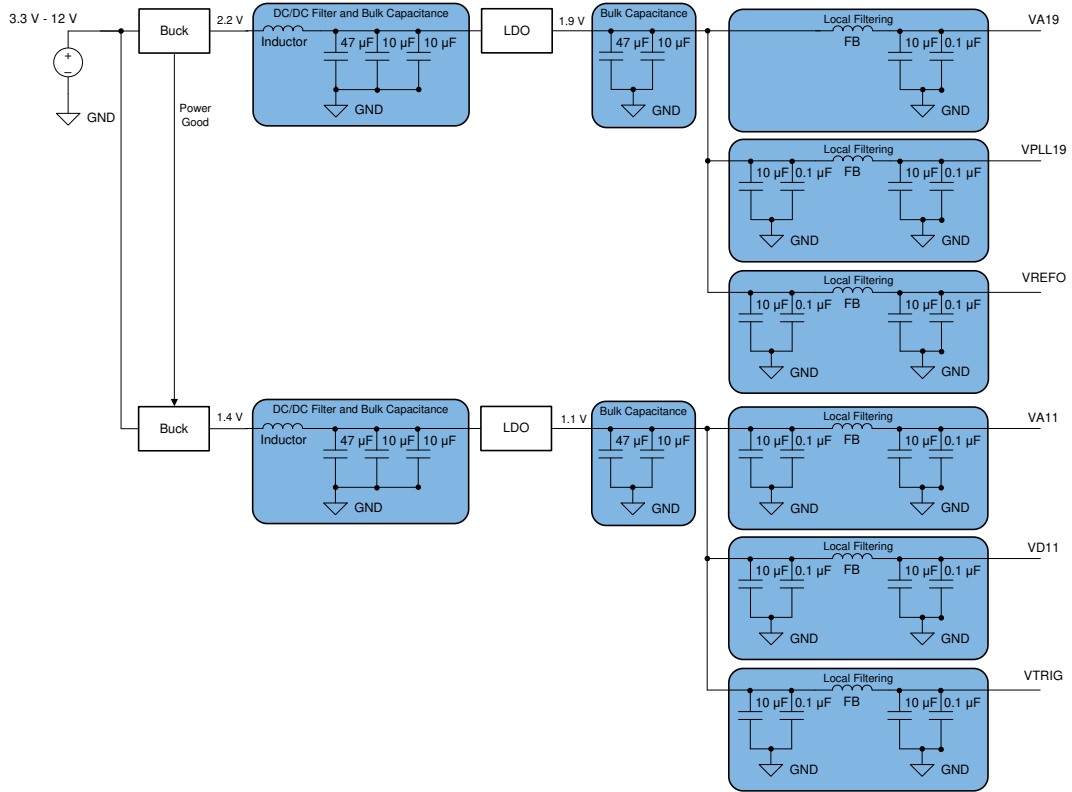 3.3 V - 12 V
GND
Buck
Power
Good
2.2 V
DC/DC Filter and Bulk Capacitance
Inductor
47 µF 10 µF 10 µF
GND
LDO
1.9 V
Bulk Capacitance
47 µF 10 µF
GND
Local Filtering
FB
10 µF 0.1 µF
GND
VA19
Local Filtering
10 µF 0.1 µF
FB
10 µF 0.1 µF
GND
GND
VPLL19
Local Filtering
10 µF 0.1 µF
FB
10 µF 0.1 µF
GND
GND
VREFO
Buck
1.4 V
DC/DC Filter and Bulk Capacitance
Inductor
47 µF 10 µF 10 µF
GND
LDO
1.1 V
Bulk Capacitance
47 µF 10 µF
GND
Local Filtering
10 µF 0.1 µF
FB
10 µF 0.1 µF
GND
GND
VA11
Local Filtering
10 µF 0.1 µF
FB
10 µF 0.1 µF
GND
GND
VD11
Local Filtering
10 µF 0.1 µF
FB
10 µF 0.1 µF
GND
GND
VTRIG